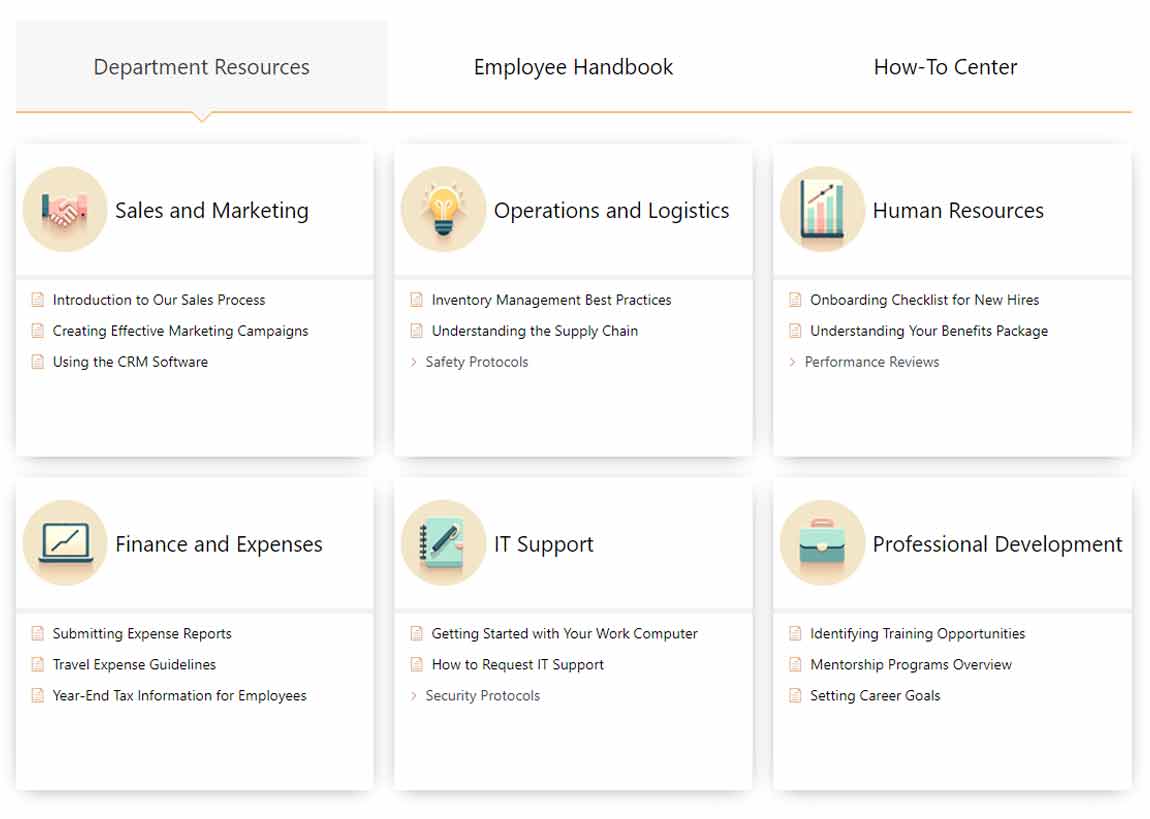 Department Resources
Employee Handbook
How-To Center
Sales and Marketing
Introduction to Our Sales Process
Creating Effective Marketing Campaigns
Using the CRM Software
Operations and Logistics
Inventory Management Best Practices
Understanding the Supply Chain
Safety Protocols
Human Resources
Onboarding Checklist for New Hires
Understanding Your Benefits Package
Performance Reviews
Finance and Expenses
Submitting Expense Reports
Travel Expense Guidelines
Year-End Tax Information for Employees
IT Support
Getting Started with Your Work Computer
How to Request IT Support
Security Protocols
Professional Development
Identifying Training Opportunities
Mentorship Programs Overview
Setting Career Goals